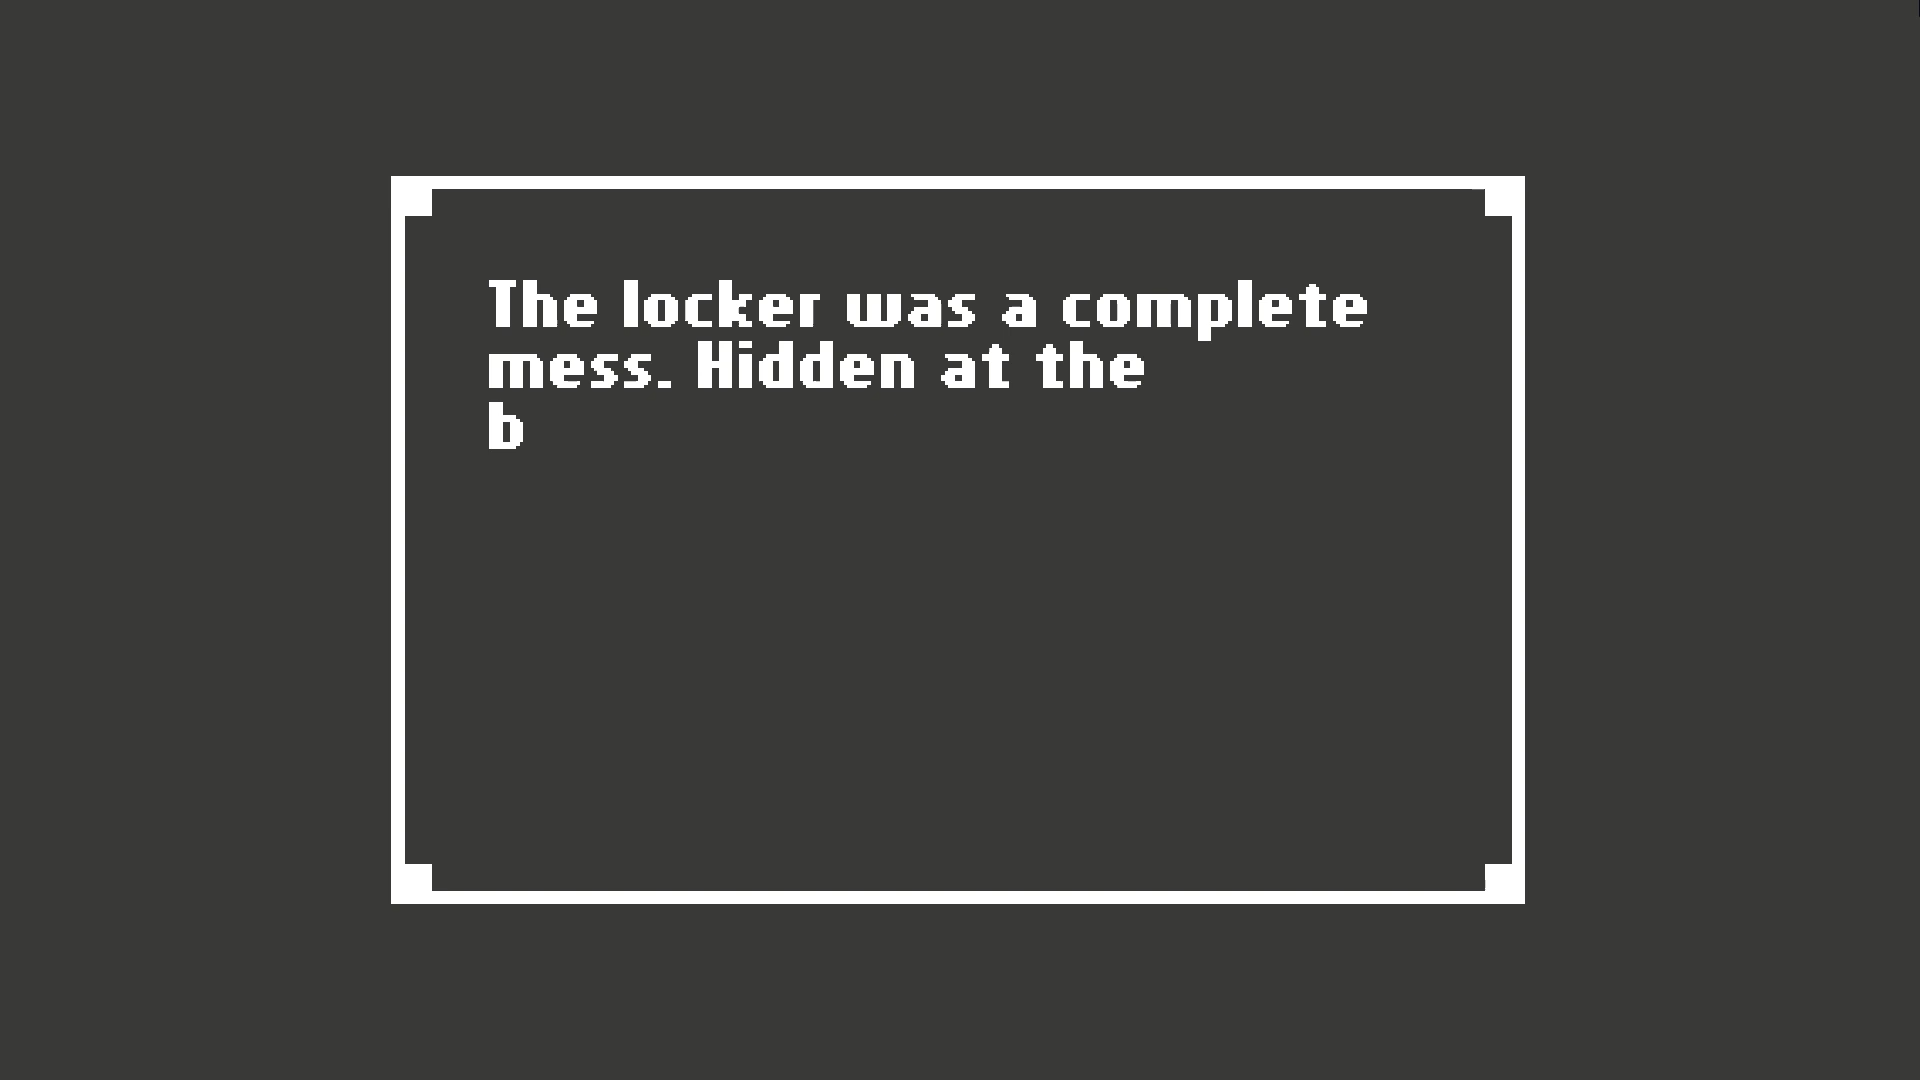 The locker was a complete
mess. Hidden at the
b